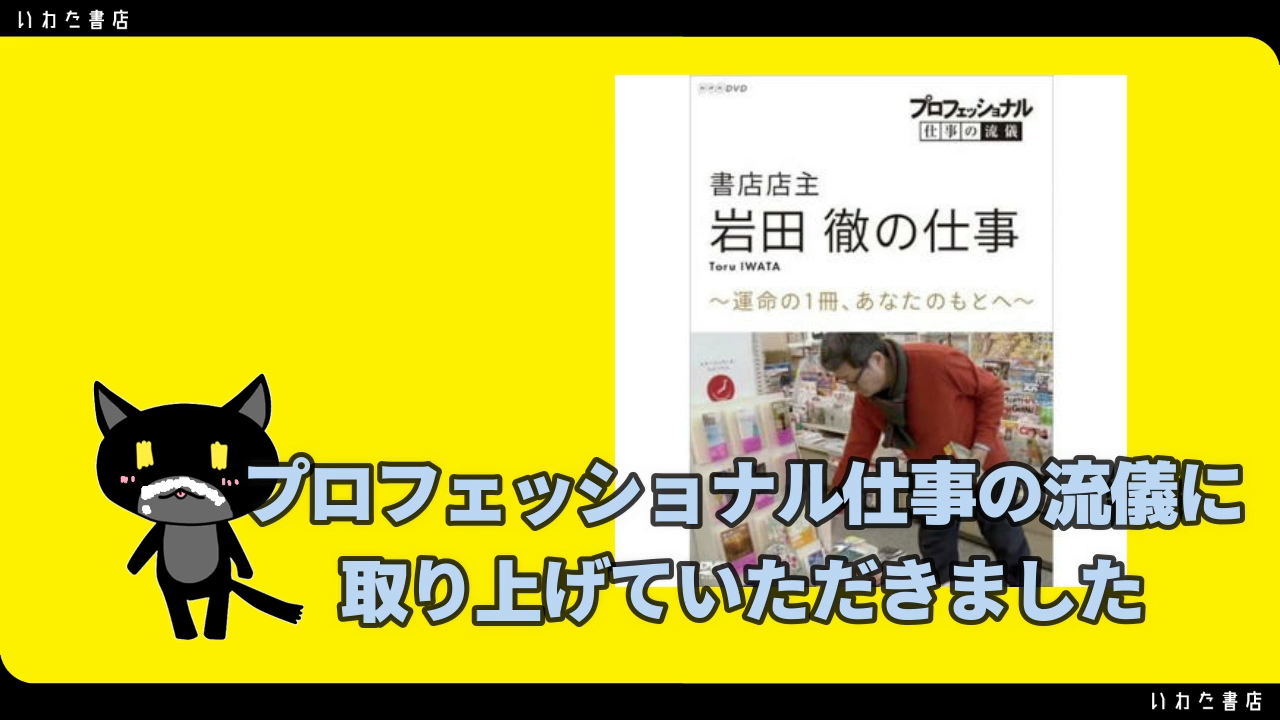 いわた書店
NHK DVD
プロフェッショナル
仕事の流儀
書店店主
岩田 徹の仕事
Toru IWATA
〜運命の1冊、あなたのもとへ〜
プロフェッショナル仕事の流儀に
取り上げていただきました
いわた書店